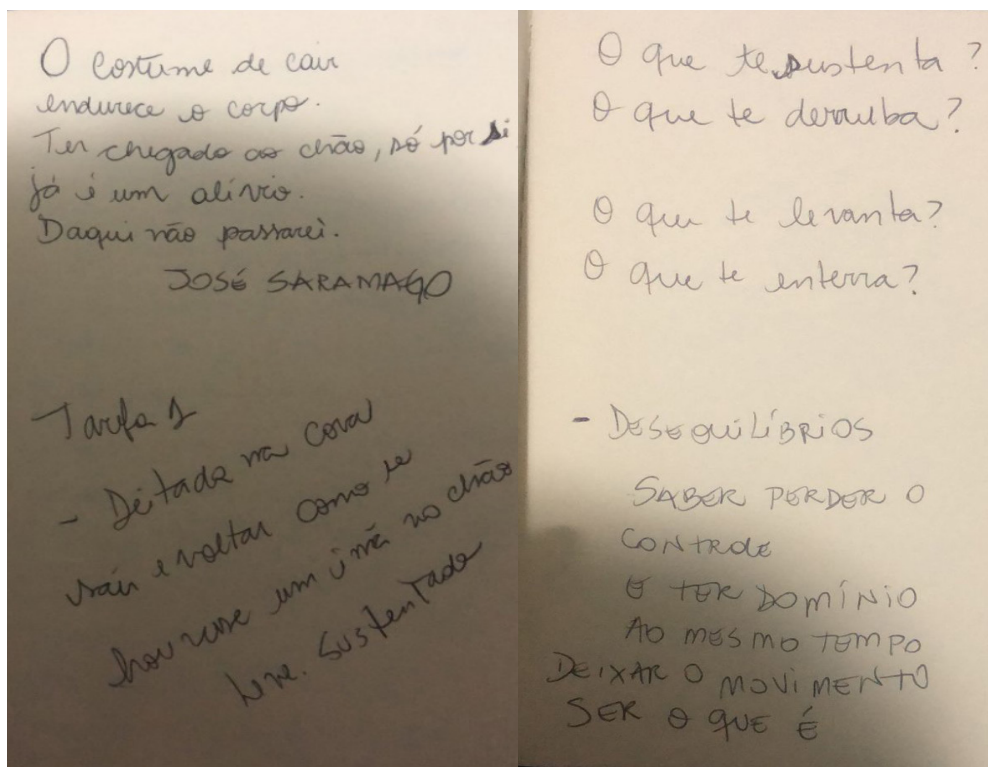 O costume de cair
endurece o corpo.
Ter chegado ao chão, só por si
já é um alívio.
Daqui não passarei.
JOSÉ SARAMAGO
Tarefa 1
- Deitada na cova
sair e voltar como se
houvesse um imã no chão
leve. sustentado
O que te sustenta?
O que te derruba?
O que te levanta?
O que te enterra?
- DESEQUILÍBRIOS
SABER PERDER O
CONTROLE
E TER DOMÍNIO
AO MESMO TEMPO
DEIXAR O MOVIMENTO
SER O QUE É